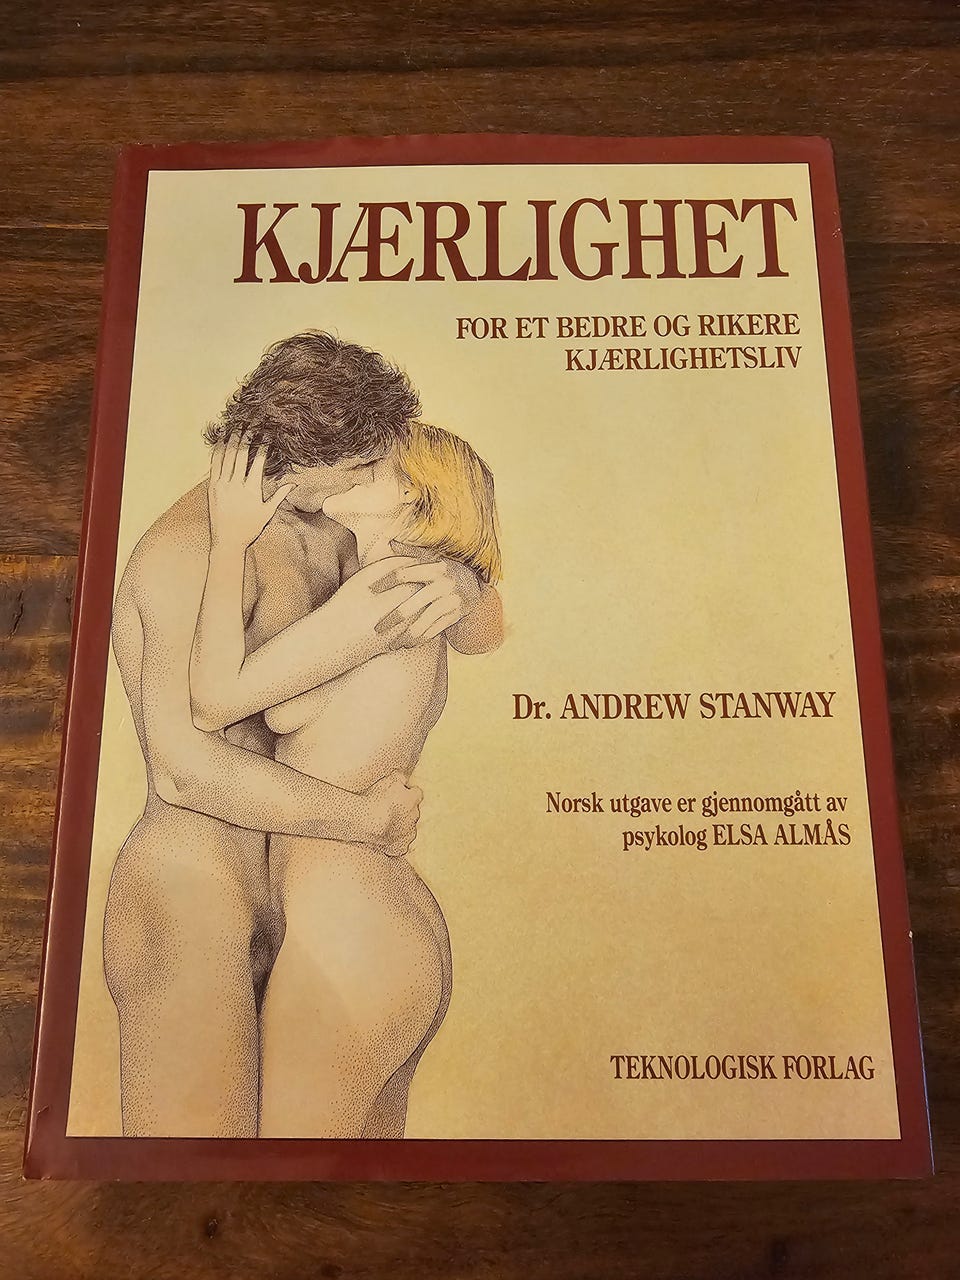 KJÆRLIGHET
FOR ET BEDRE OG RIKERE
KJÆRLIGHETSLIV
Dr. ANDREW STANWAY
Norsk utgave er gjennomgått av
psykolog ELSA ALMÅS
TEKNOLOGISK FORLAG